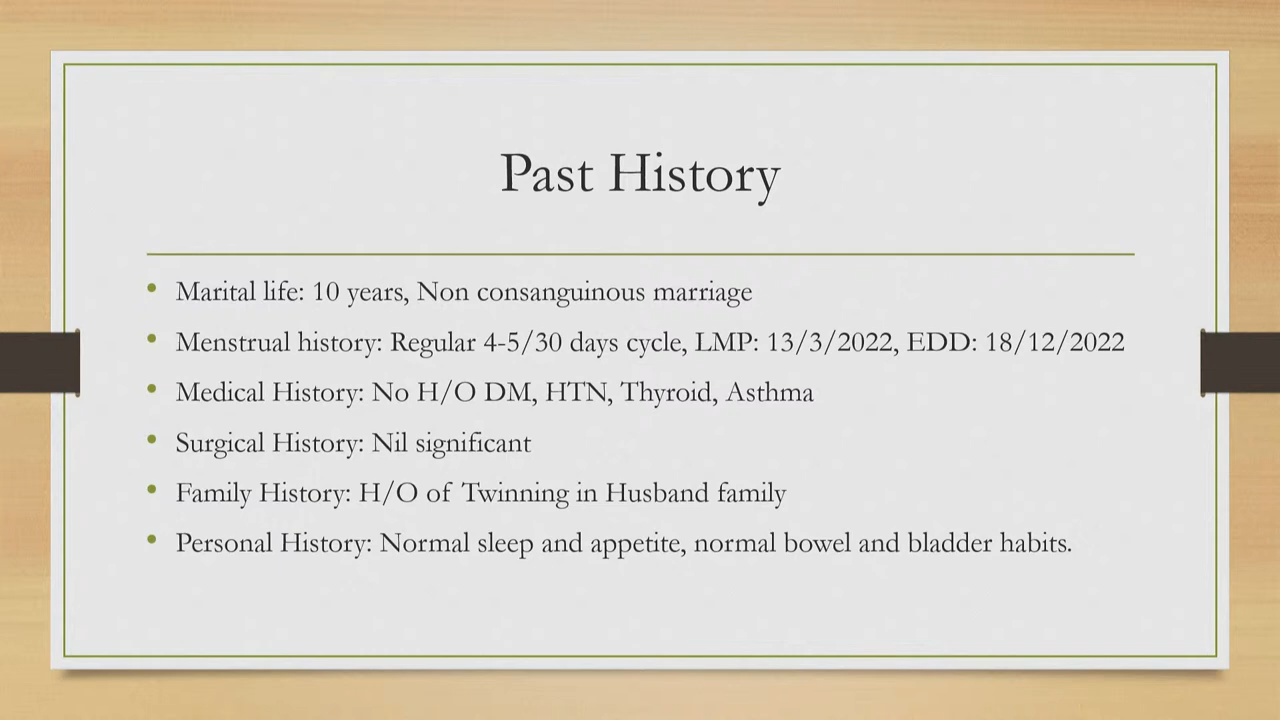 Past History
• Marital life: 10 years, Non consanguinous marriage
• Menstrual history: Regular 4-5/30 days cycle, LMP: 13/3/2022, EDD: 18/12/2022
• Medical History: No H/O DM, HTN, Thyroid, Asthma
• Surgical History: Nil significant
• Family History: H/O of Twinning in Husband family
• Personal History: Normal sleep and appetite, normal bowel and bladder habits.